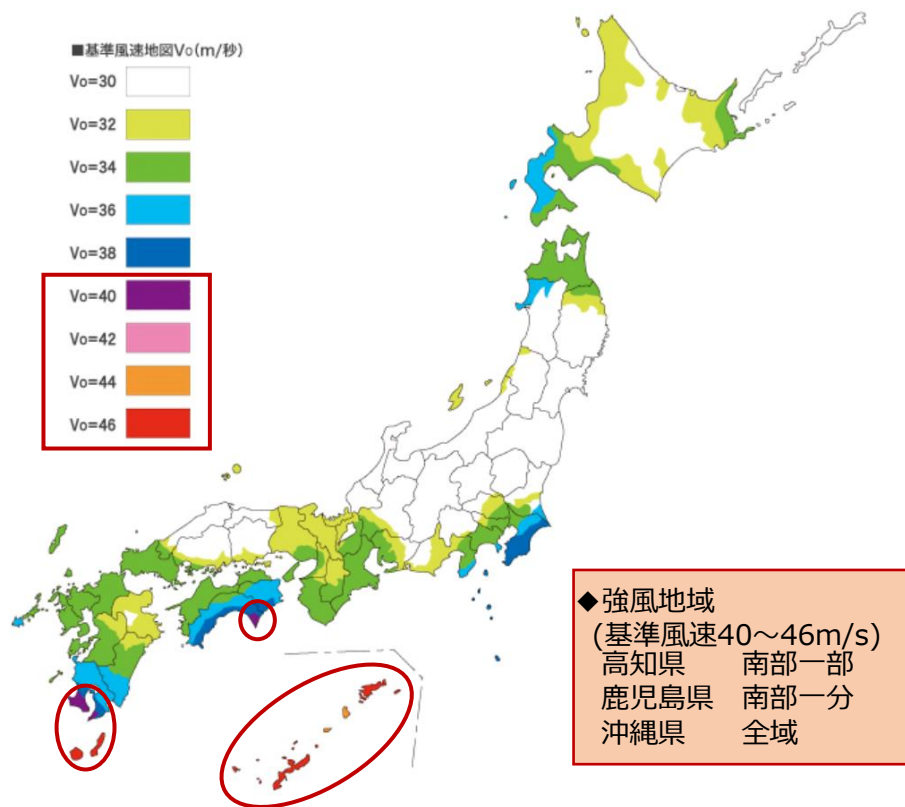 ■基準風速地図Vo(m/秒)
Vo=30
Vo=32
Vo=34
Vo=36
Vo=38
Vo=40
Vo=42
Vo=44
Vo=46
◆強風地域
(基準風速40～46m/s)
高知県 南部一部
鹿児島県 南部一分
沖縄県 全域